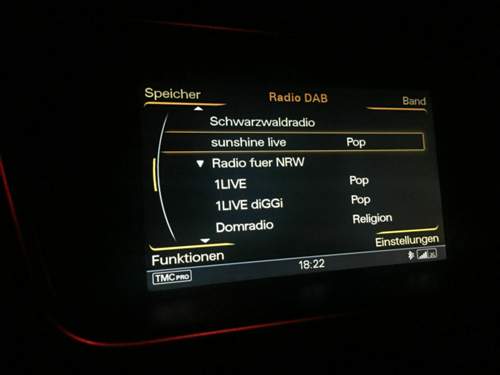 Speicher Radio DAB Band
Schwarzwaldradio
sunshine live Pop
Radio fuer NRW
1LIVE Pop
1LIVE diGGi Pop
Domradio Religion
Funktionen Einstellungen
TMC PRO 18:22